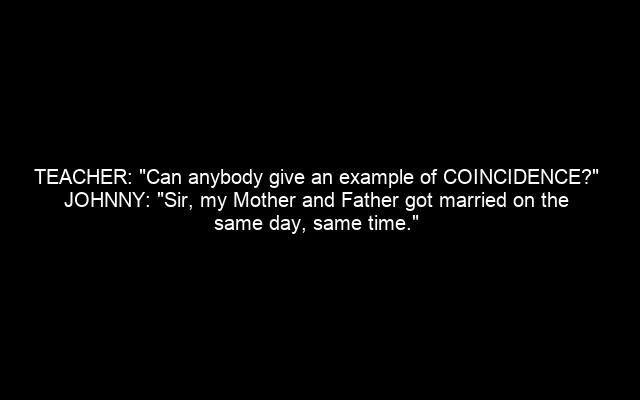 TEACHER: "Can anybody give an example of COINCIDENCE?"
JOHNNY: "Sir, my Mother and Father got married on the
same day, same time."